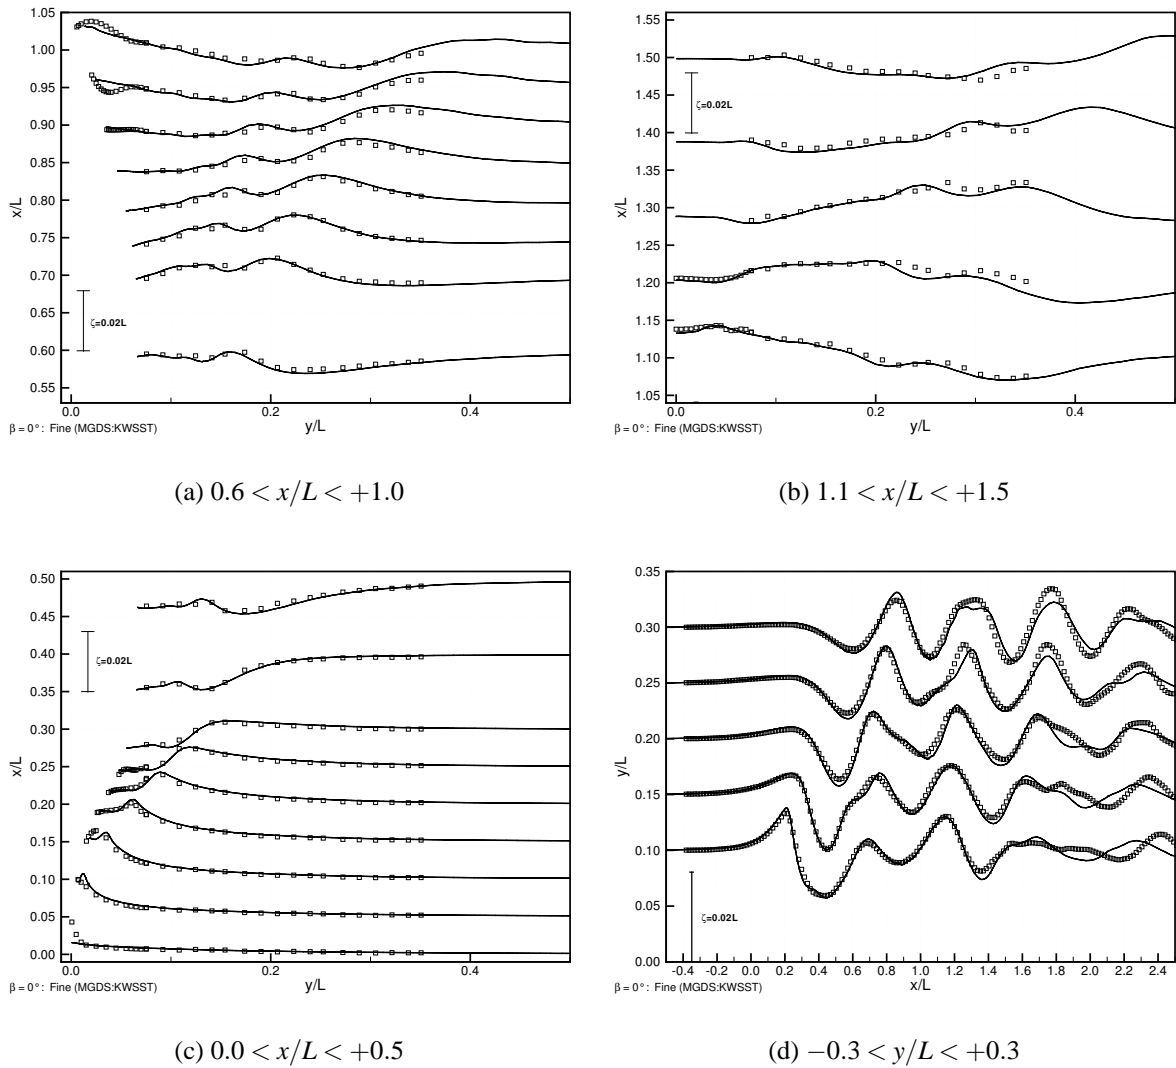 1.05
1.00
0.95
0.90
0.85
0.80
0.75
0.70
0.65
0.60
0.55
x/L
ζ=0.02L
0.0 0.2 0.4
y/L
β = 0°: Fine (MGDS:KWSST)
(a) 0.6 < x/L < +1.0
1.55
1.50
1.45
1.40
1.35
1.30
1.25
1.20
1.15
1.10
1.05
x/L
ζ=0.02L
0.0 0.2 0.4
y/L
β = 0°: Fine (MGDS:KWSST)
(b) 1.1 < x/L < +1.5
0.50
0.45
0.40
0.35
0.30
0.25
0.20
0.15
0.10
0.05
0.00
x/L
ζ=0.02L
0.0 0.2 0.4
y/L
β = 0°: Fine (MGDS:KWSST)
(c) 0.0 < x/L < +0.5
0.35
0.30
0.25
0.20
0.15
0.10
0.05
0.00
y/L
ζ=0.02L
-0.4 -0.2 0.0 0.2 0.4 0.6 0.8 1.0 1.2 1.4 1.6 1.8 2.0 2.2 2.4
x/L
β = 0°: Fine (MGDS:KWSST)
(d) −0.3 < y/L < +0.3